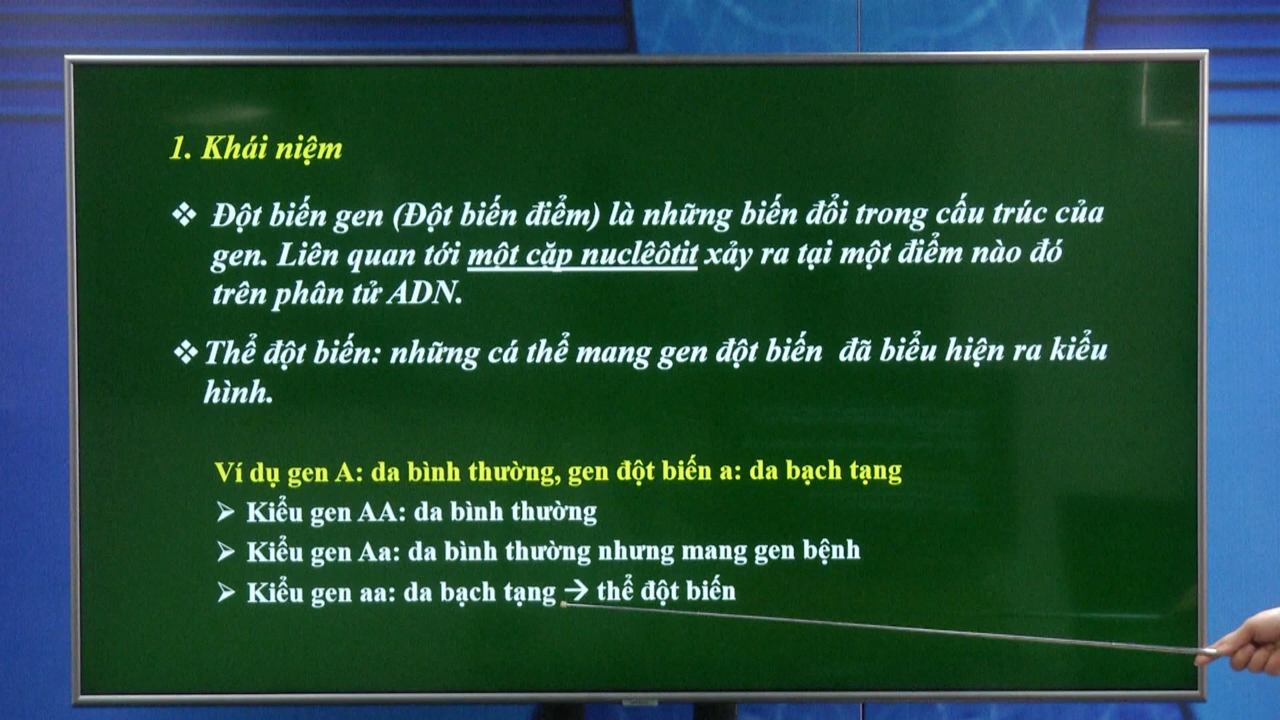 1. Khái niệm
❖ Đột biến gen (Đột biến điểm) là những biến đổi trong cấu trúc của
gen. Liên quan tới một cặp nuclêôtit xảy ra tại một điểm nào đó
trên phân tử ADN.
❖ Thể đột biến: những cá thể mang gen đột biến đã biểu hiện ra kiểu
hình.
Ví dụ gen A: da bình thường, gen đột biến a: da bạch tạng
➢ Kiểu gen AA: da bình thường
➢ Kiểu gen Aa: da bình thường nhưng mang gen bệnh
➢ Kiểu gen aa: da bạch tạng → thể đột biến